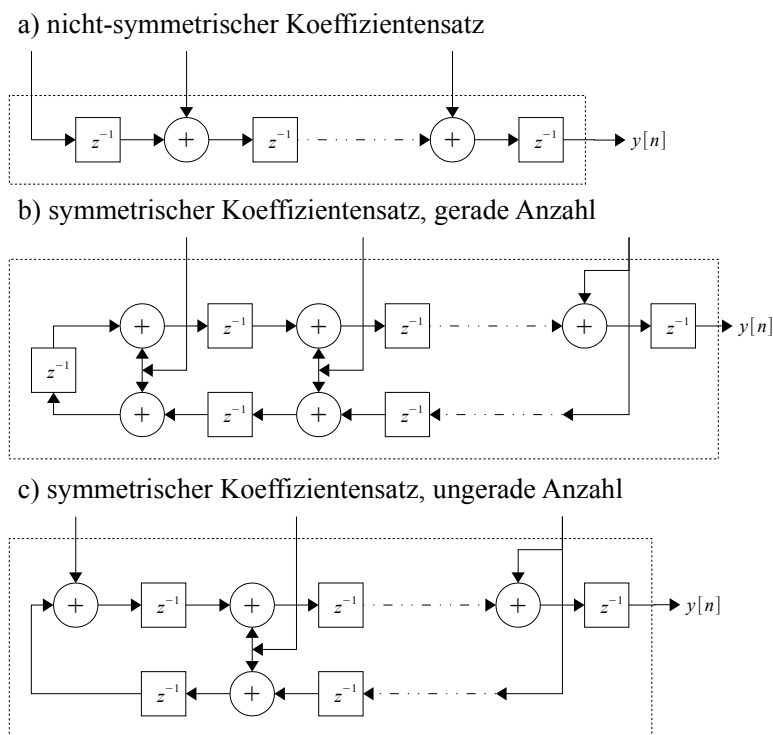 a) nicht-symmetrischer Koeffizientensatz
z⁻¹ + z⁻¹ + z⁻¹ y[n]
b) symmetrischer Koeffizientensatz, gerade Anzahl
+ z⁻¹ + z⁻¹ + z⁻¹ y[n]
z⁻¹
+ z⁻¹ + z⁻¹
c) symmetrischer Koeffizientensatz, ungerade Anzahl
+ z⁻¹ + z⁻¹ + z⁻¹ y[n]
z⁻¹ + z⁻¹